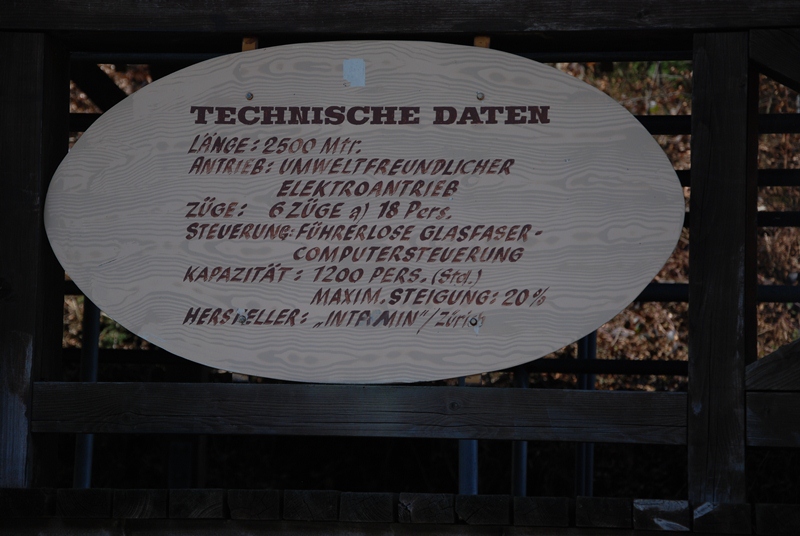 TECHNISCHE DATEN
LÄNGE: 2500 Mtr.
ANTRIEB: UMWELTFREUNDLICHER
ELEKTROANTRIEB
ZÜGE: 6 ZÜGE a) 18 Pers.
STEUERUNG: FÜHRERLOSE GLASFASER-
COMPUTERSTEUERUNG
KAPAZITÄT: 1200 PERS. (Std.)
MAXIM. STEIGUNG: 20%
HERSTELLER: „INTAMIN"/Zürich